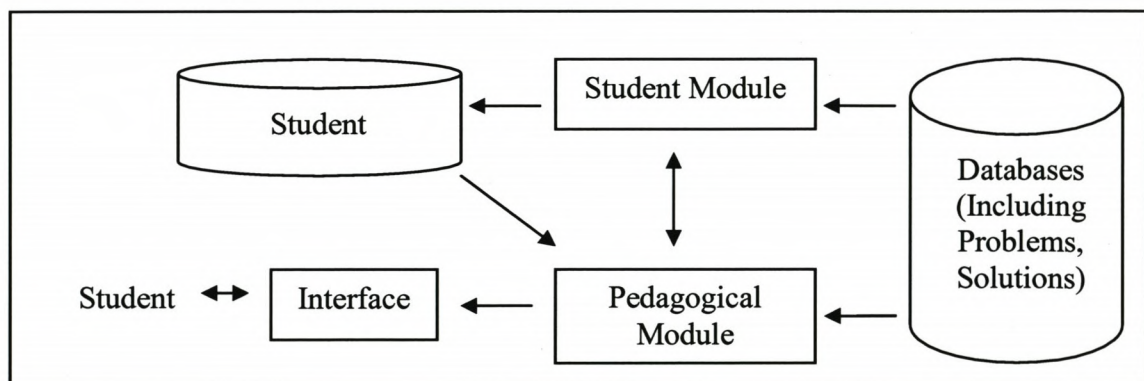 Student Module
Student
Databases
(Including
Problems,
Solutions)
Student
Interface
Pedagogical
Module